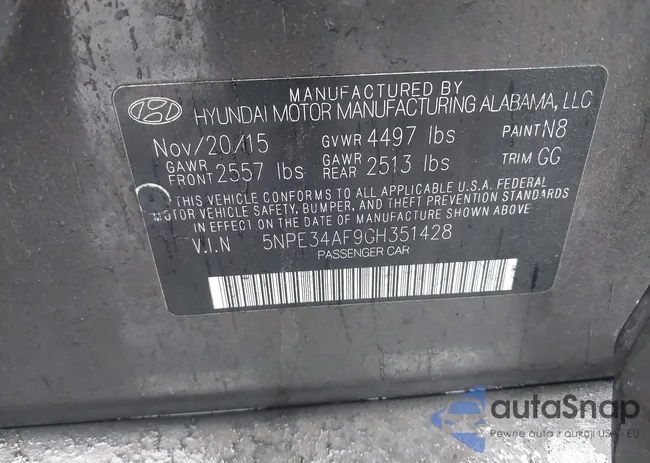 MANUFACTURED BY
HYUNDAI MOTOR MANUFACTURING ALABAMA, LLC
Nov/20/15 GVWR 4497 lbs PAINT N8
GAWR FRONT 2557 lbs GAWR REAR 2513 lbs TRIM GG
THIS VEHICLE CONFORMS TO ALL APPLICABLE U.S.A. FEDERAL
MOTOR VEHICLE SAFETY, BUMPER, AND THEFT PREVENTION STANDARDS
IN EFFECT ON THE DATE OF MANUFACTURE SHOWN ABOVE.
V.I.N 5NPE34AF9GH351428
PASSENGER CAR
autaSnap
Pewne auta z aukcji USA i EU